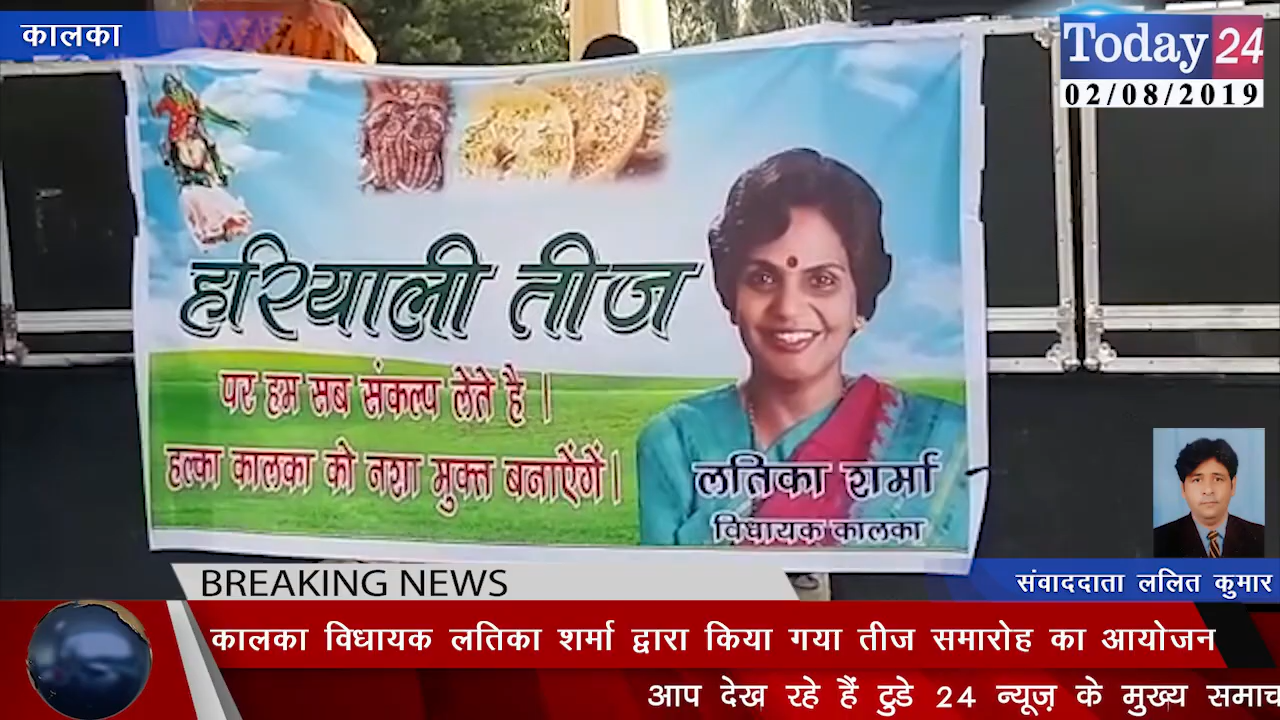 कालका
Today 24
02/08/2019
हरियाली तीज
पर हम सब संकल्प लेते है ।
हल्का कालका को नशा मुक्त बनाऐंगें।
लतिका शर्मा
विधायक कालका
संवाददाता ललित कुमार
BREAKING NEWS
कालका विधायक लतिका शर्मा द्वारा किया गया तीज समारोह का आयोजन
आप देख रहे हैं टुडे 24 न्यूज़ के मुख्य